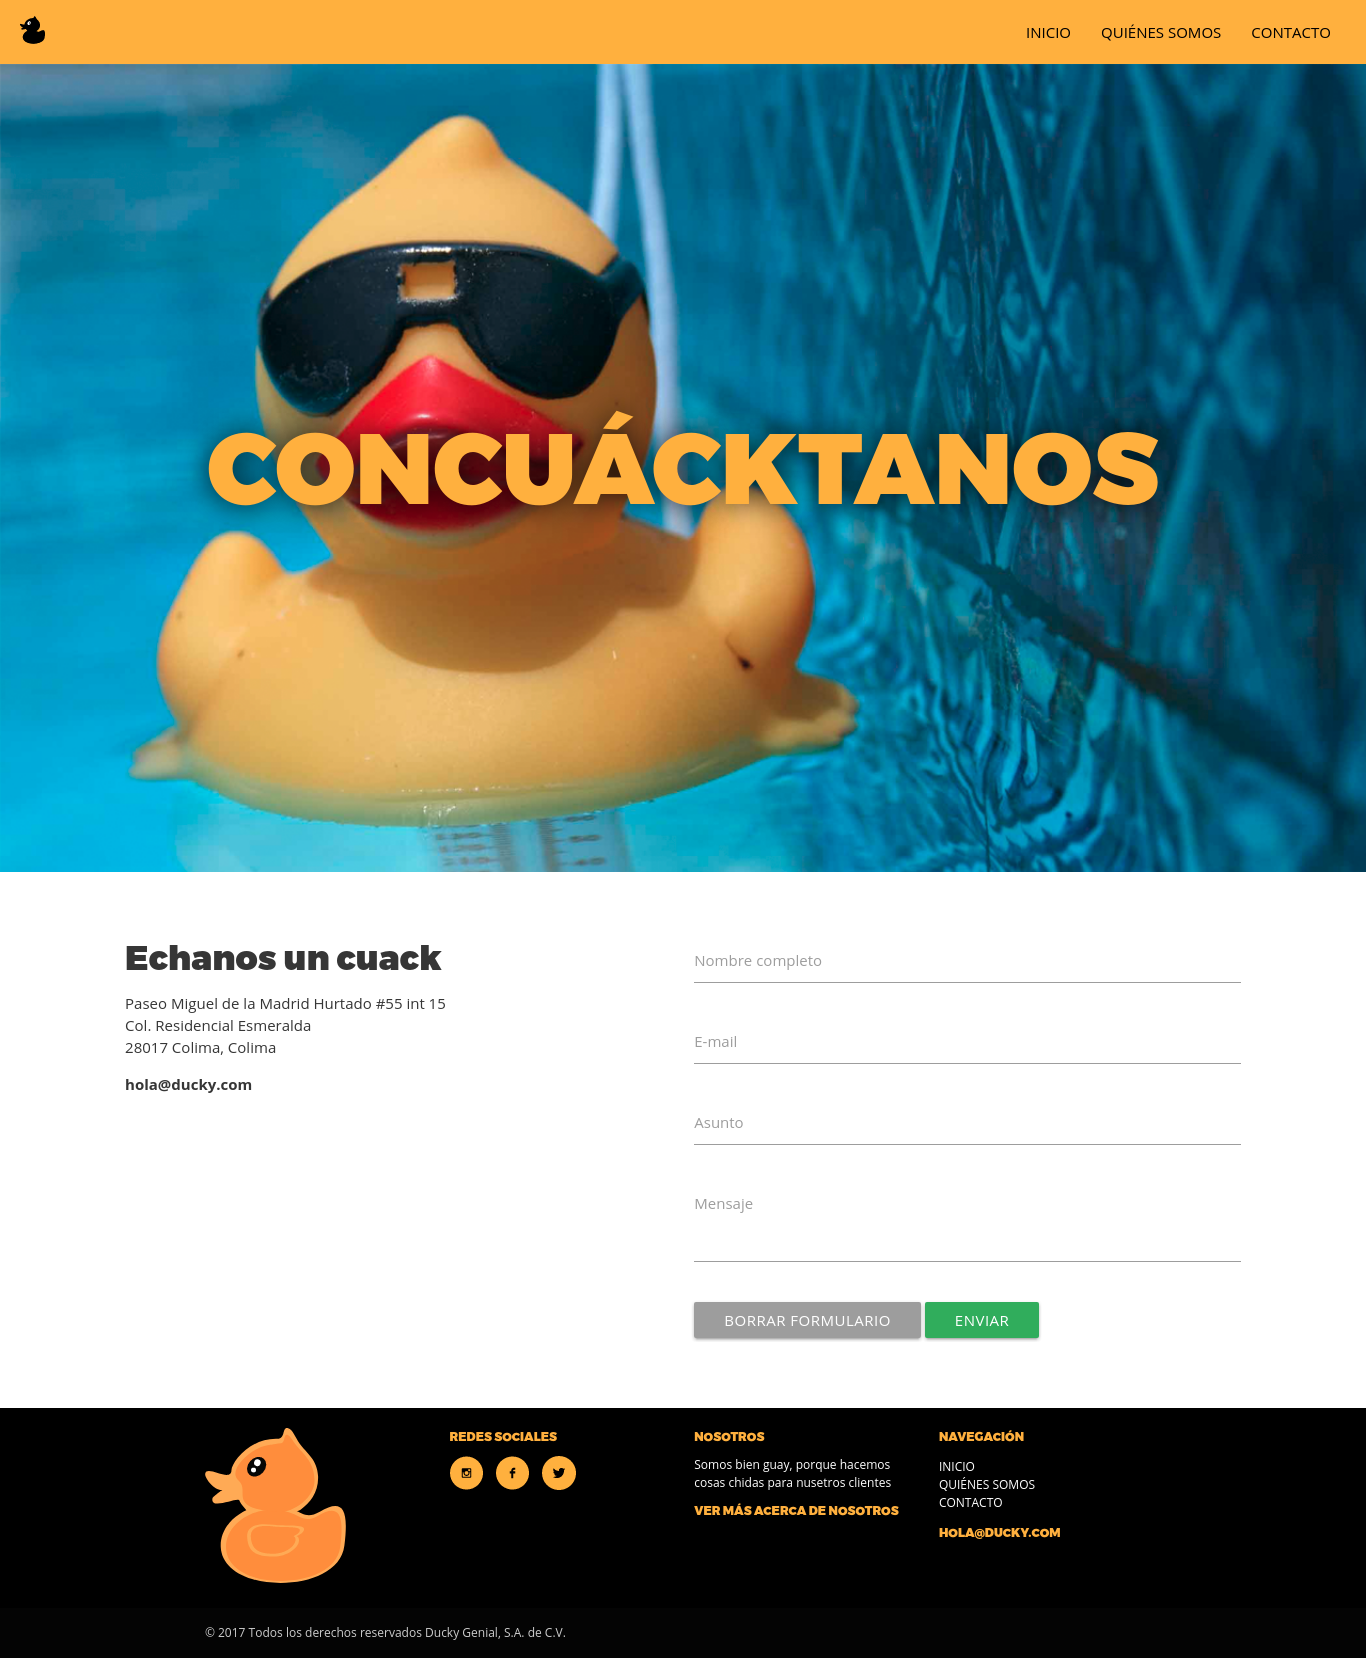 INICIO QUIÉNES SOMOS CONTACTO
CONCUÁCKTANOS
Echanos un cuack
Paseo Miguel de la Madrid Hurtado #55 int 15
Col. Residencial Esmeralda
28017 Colima, Colima
hola@ducky.com
Nombre completo
E-mail
Asunto
Mensaje
BORRAR FORMULARIO ENVIAR
REDES SOCIALES
NOSOTROS
Somos bien guay, porque hacemos
cosas chidas para nusetros clientes
VER MÁS ACERCA DE NOSOTROS
NAVEGACIÓN
INICIO
QUIÉNES SOMOS
CONTACTO
HOLA@DUCKY.COM
© 2017 Todos los derechos reservados Ducky Genial, S.A. de C.V.